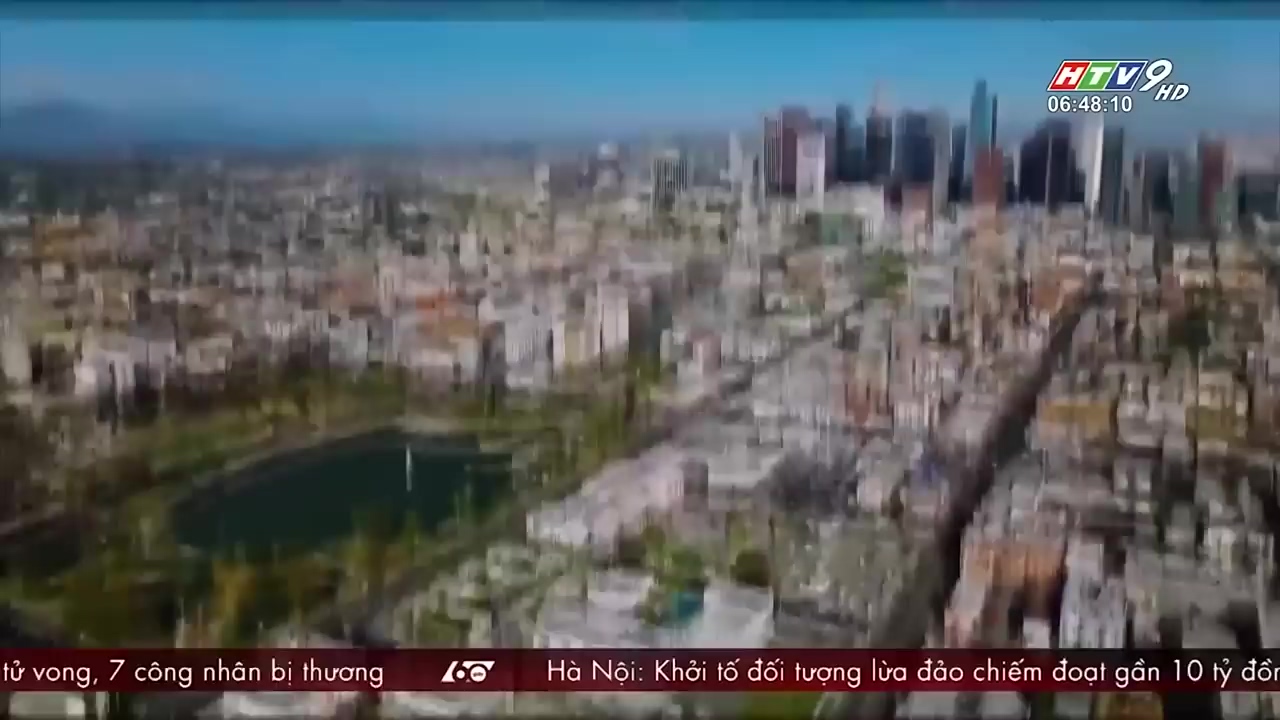 HTV9 HD
06:48:10
tử vong, 7 công nhân bị thương 60 Hà Nội: Khởi tố đối tượng lừa đảo chiếm đoạt gần 10 tỷ